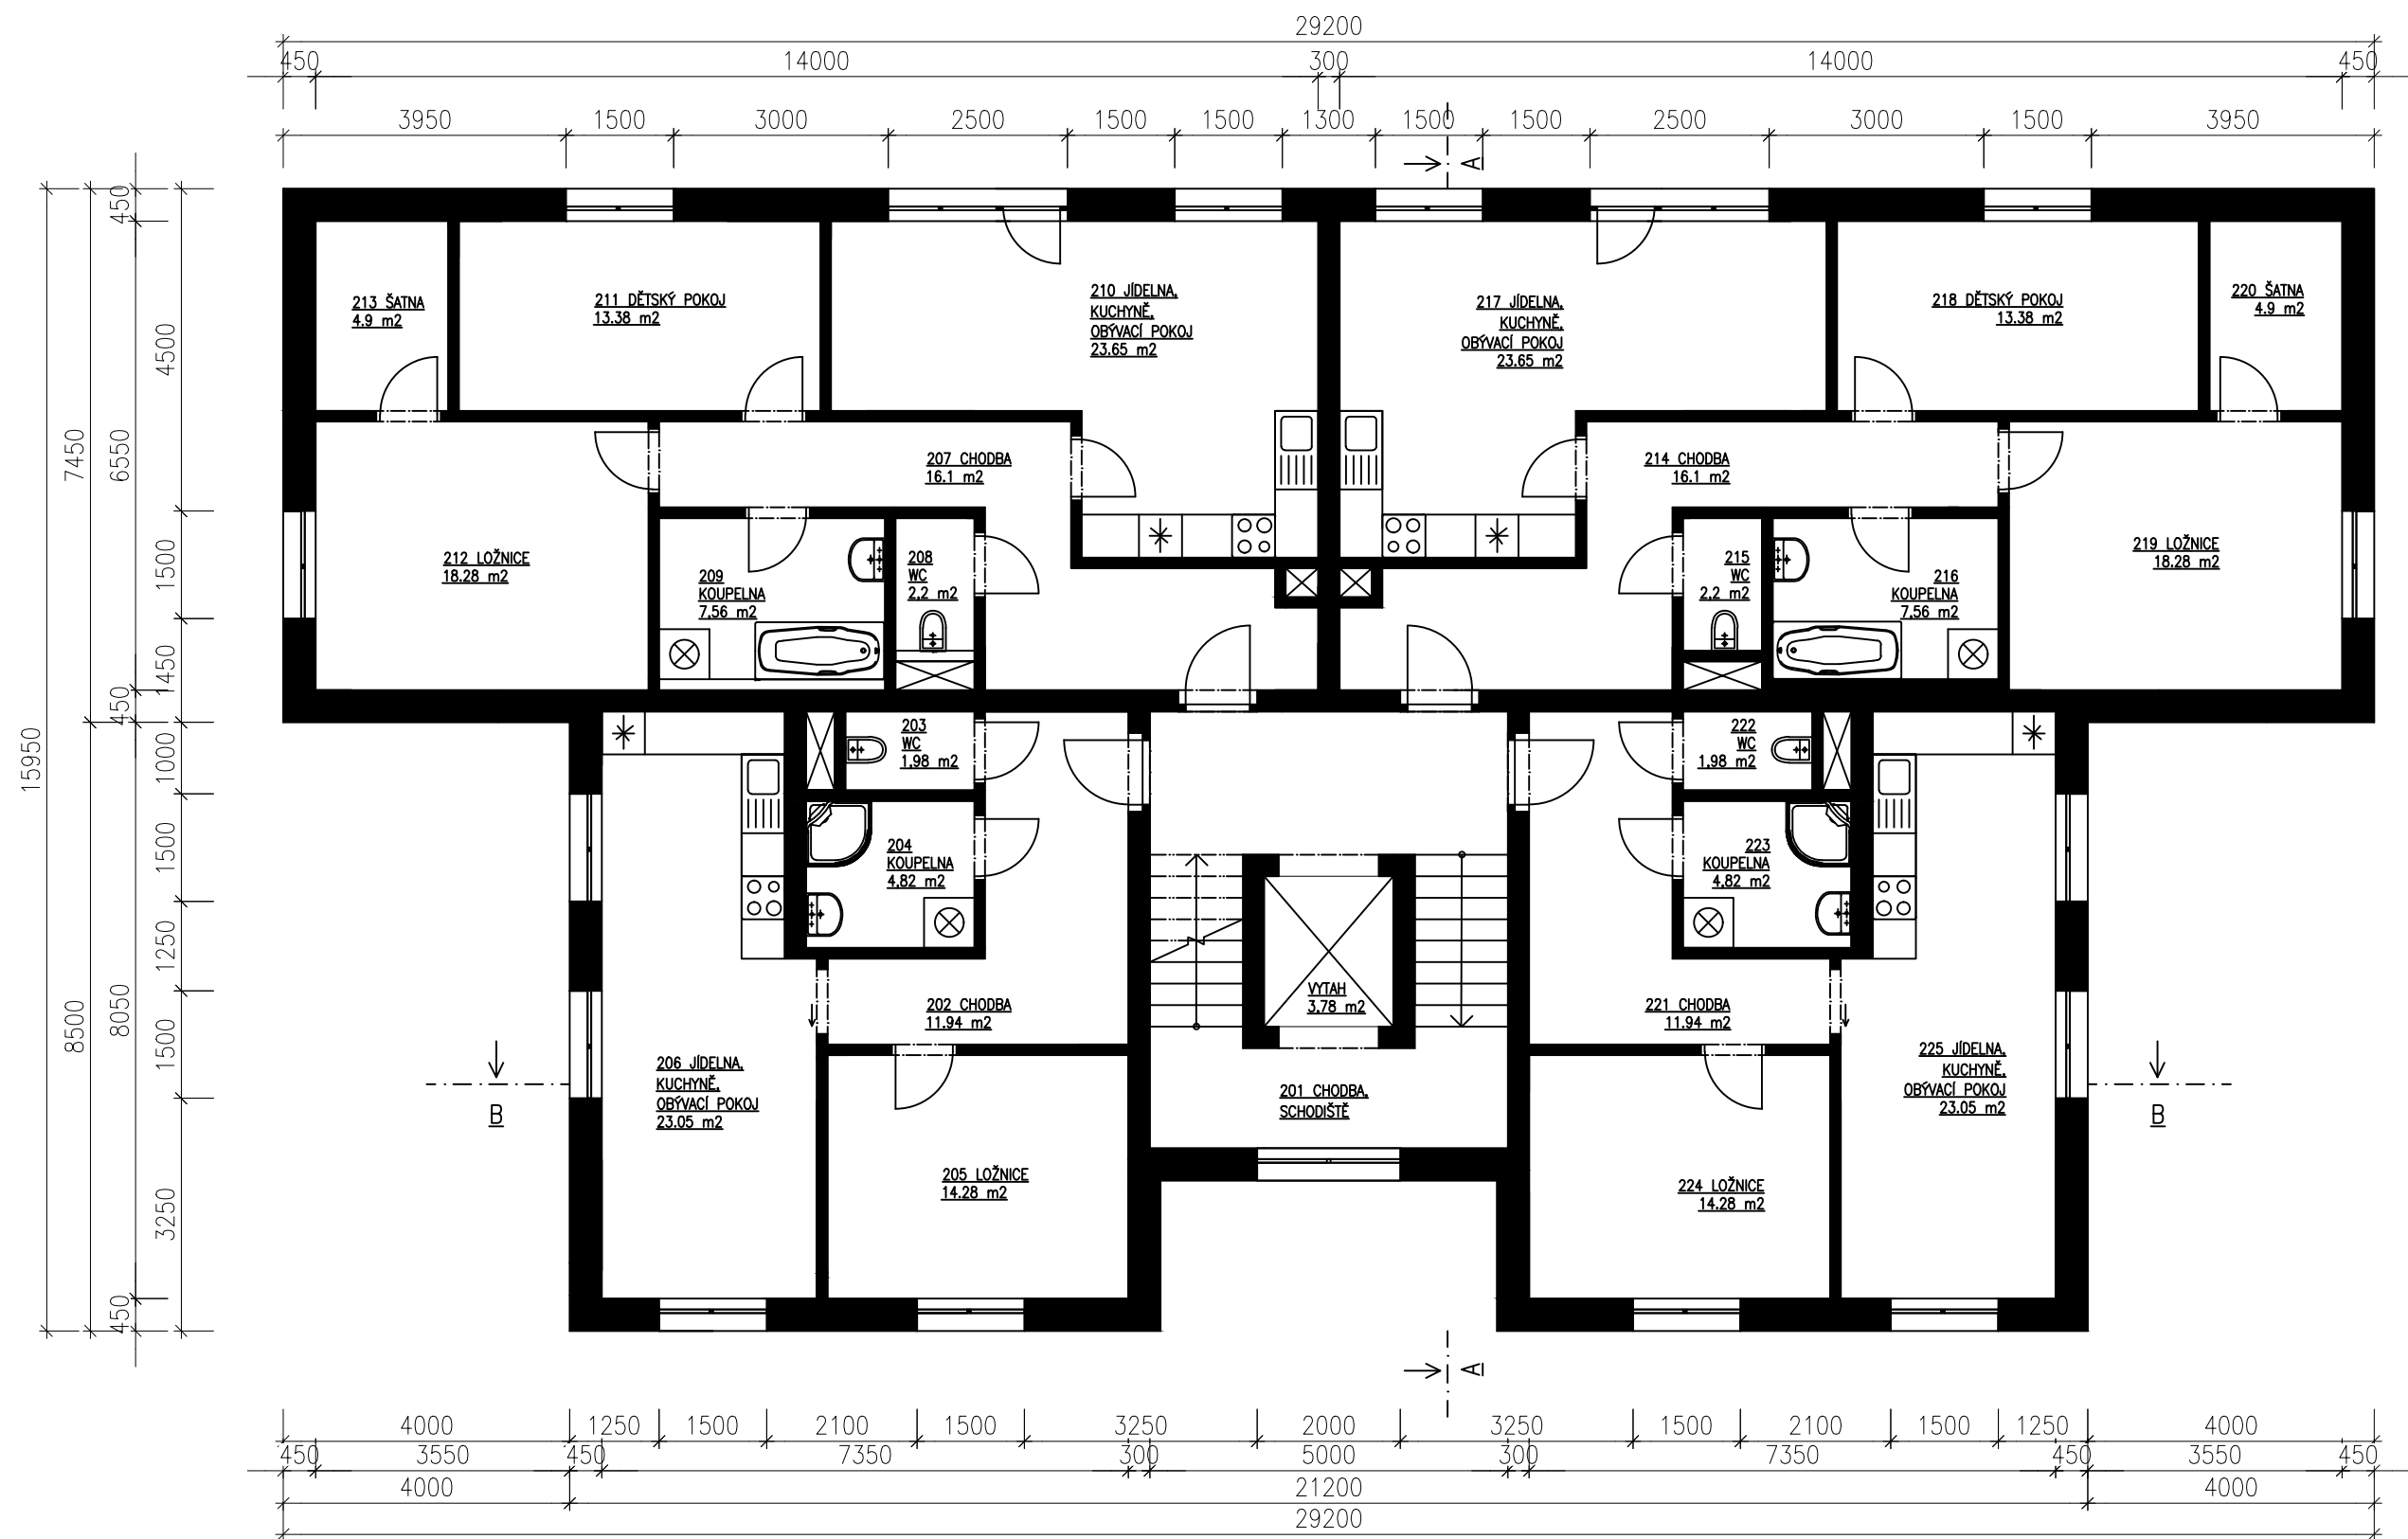 29200
450 14000 300 14000 450
3950 1500 3000 2500 1500 1500 1300 1500 1500 2500 3000 1500 3950
A
450
4500
6550
7450
1500
1450
450
15950
1000
1500
1250
8050
8500
1500
3250
450
213 ŠATNA
4.9 m2
211 DĚTSKÝ POKOJ
13.38 m2
210 JÍDELNA,
KUCHYNĚ,
OBÝVACÍ POKOJ
23.65 m2
217 JÍDELNA,
KUCHYNĚ,
OBÝVACÍ POKOJ
23.65 m2
218 DĚTSKÝ POKOJ
13.38 m2
220 ŠATNA
4.9 m2
207 CHODBA
16.1 m2
214 CHODBA
16.1 m2
212 LOŽNICE
18.28 m2
209
KOUPELNA
7,56 m2
208
WC
2,2 m2
215
WC
2,2 m2
216
KOUPELNA
7,56 m2
219 LOŽNICE
18.28 m2
203
WC
1,98 m2
222
WC
1,98 m2
204
KOUPELNA
4,82 m2
223
KOUPELNA
4,82 m2
VYTAH
3,78 m2
202 CHODBA
11.94 m2
221 CHODBA
11.94 m2
206 JÍDELNA,
KUCHYNĚ,
OBÝVACÍ POKOJ
23.05 m2
201 CHODBA,
SCHODIŠTĚ
225 JÍDELNA,
KUCHYNĚ,
OBÝVACÍ POKOJ
23.05 m2
B
B
205 LOŽNICE
14.28 m2
224 LOŽNICE
14.28 m2
A
4000 1250 1500 2100 1500 3250 2000 3250 1500 2100 1500 1250 4000
450 3550 450 7350 300 5000 300 7350 450 3550 450
4000 21200 4000
29200